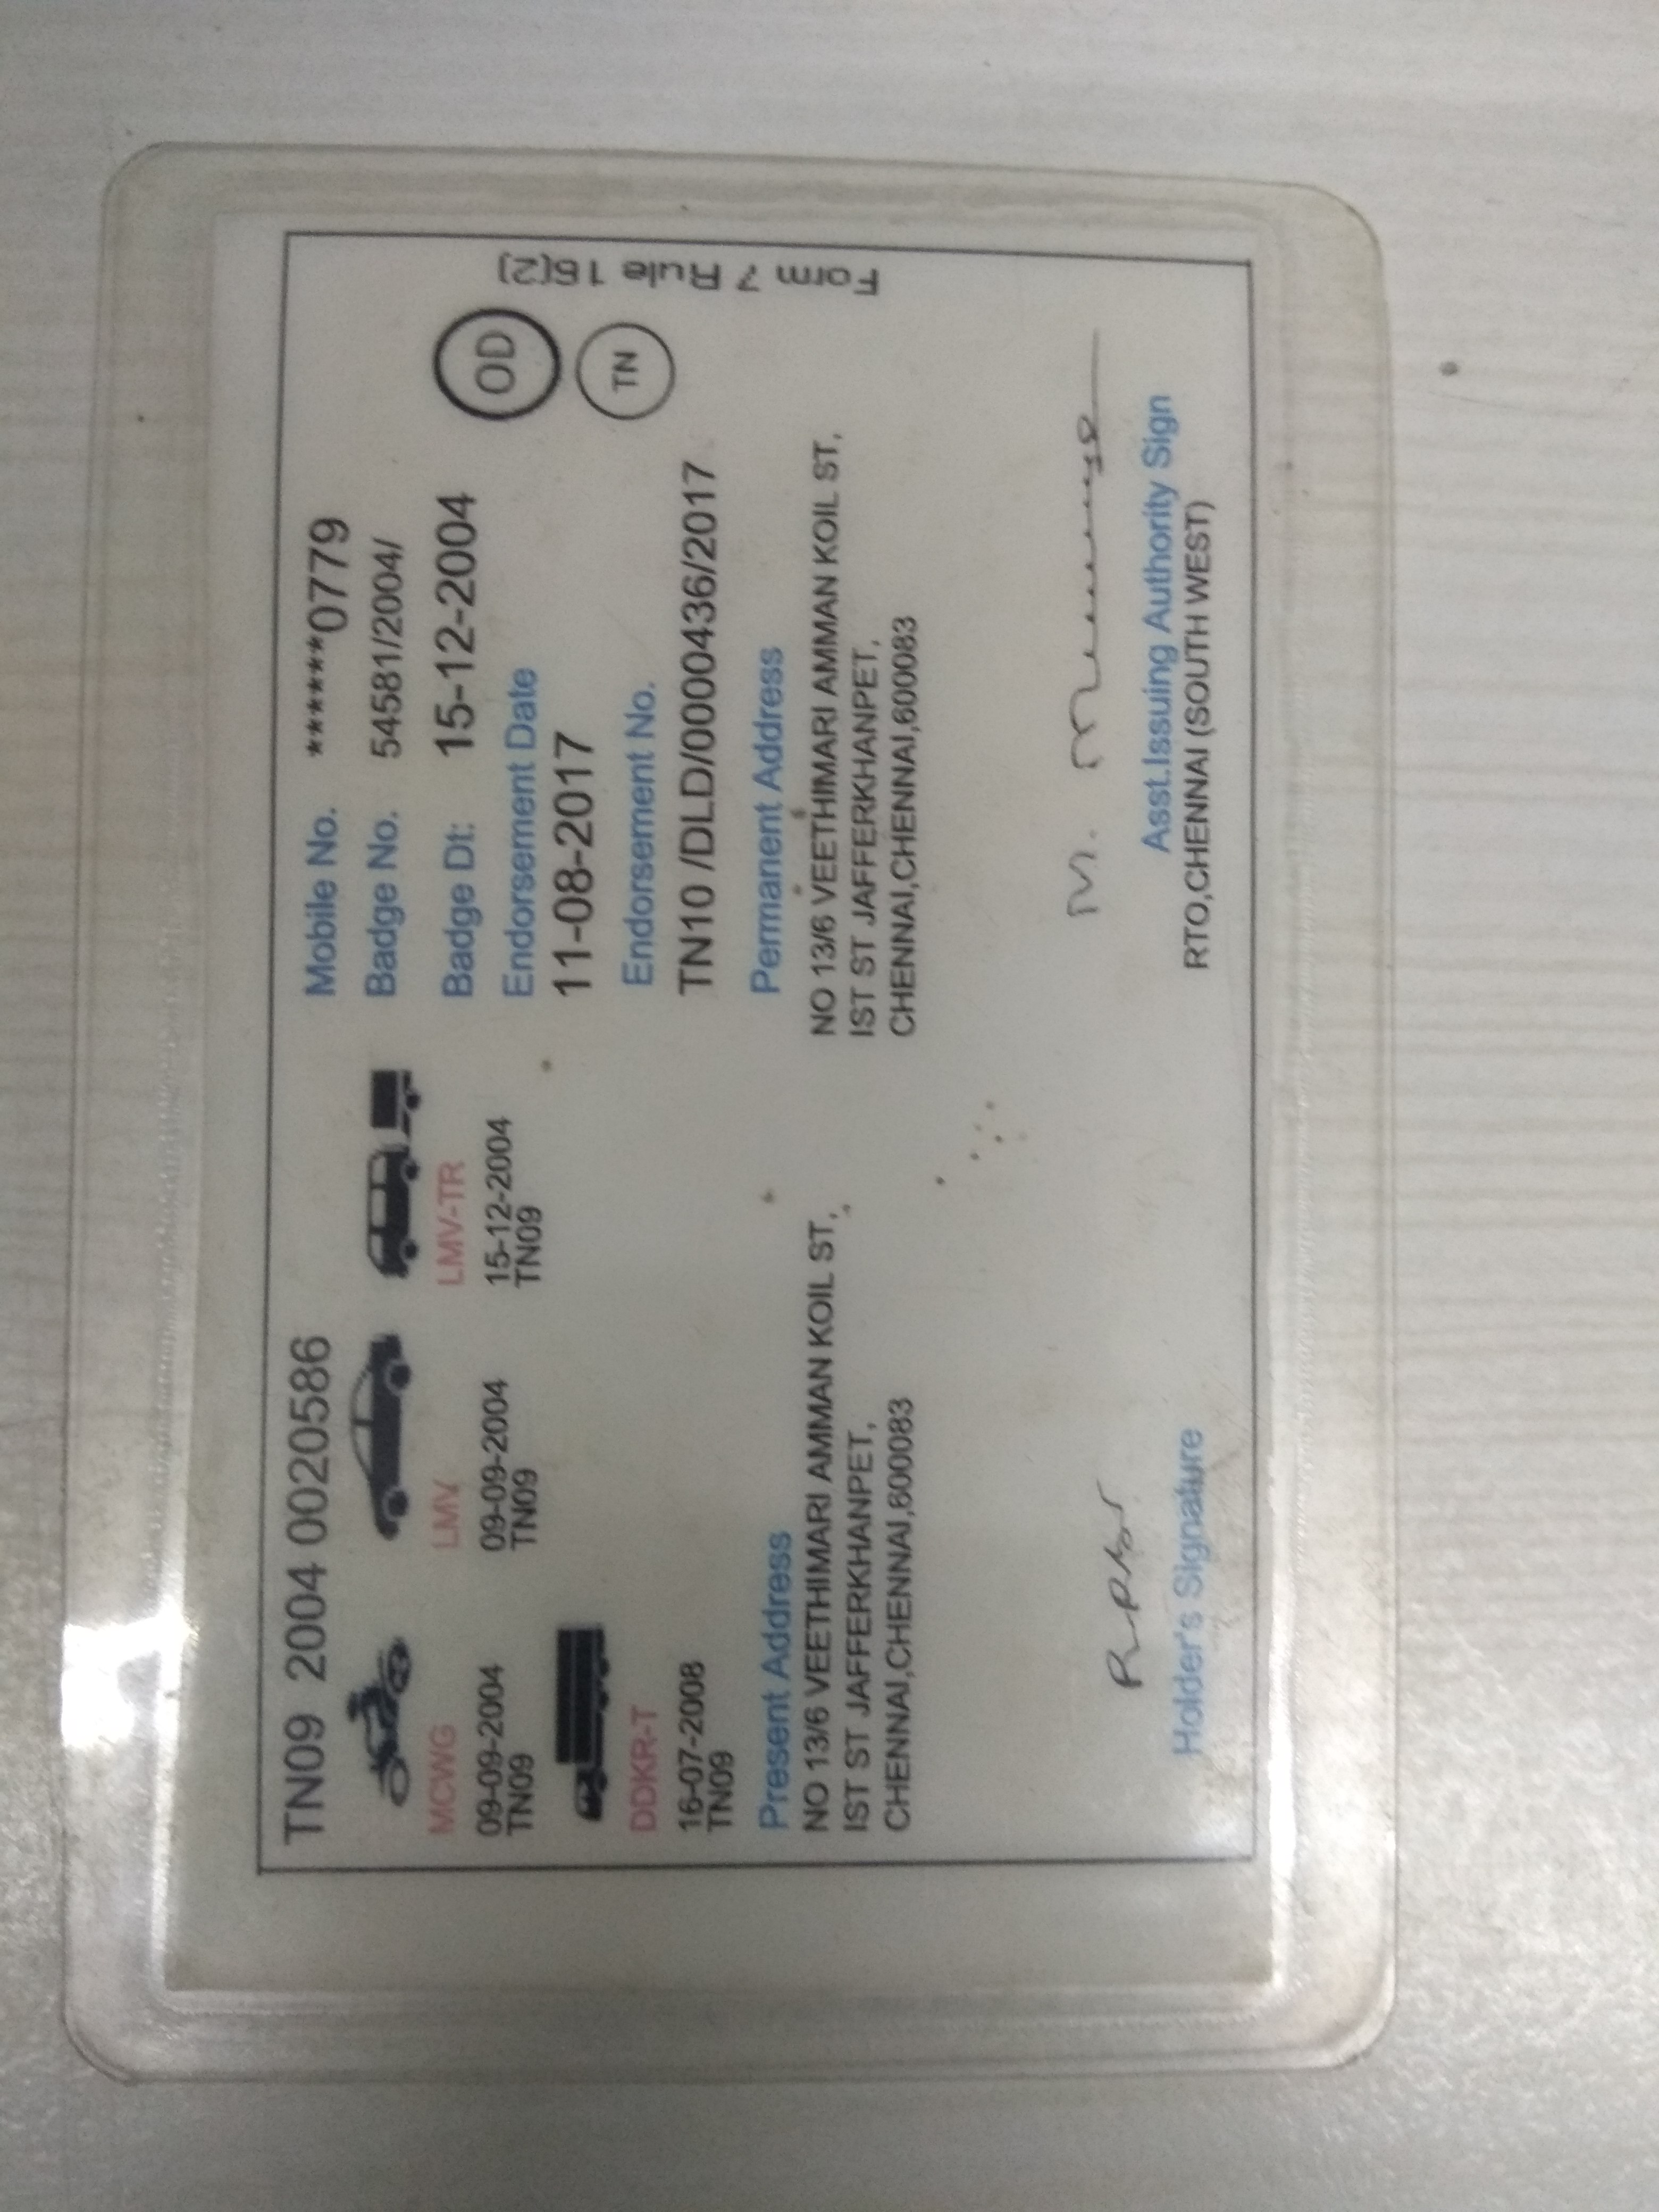 TN09 2004 0020586
MCWG
09-09-2004
TN09
LMV
09-09-2004
TN09
LMV-TR
15-12-2004
TN09
DDKR-T
16-07-2008
TN09
Mobile No. ******0779
Badge No. 54581/2004/
Badge Dt: 15-12-2004
Endorsement Date
11-08-2017
Endorsement No.
TN10 /DLD/0000436/2017
OD
TN
Form 7 Rule 16(2)
Present Address
NO 13/6 VEETHIMARI AMMAN KOIL ST,
IST ST JAFFERKHANPET,
CHENNAI,CHENNAI,600083
Permanent Address
NO 13/6 VEETHIMARI AMMAN KOIL ST,
IST ST JAFFERKHANPET,
CHENNAI,CHENNAI,600083
Holder's Signature
Asst.Issuing Authority Sign
RTO,CHENNAI (SOUTH WEST)